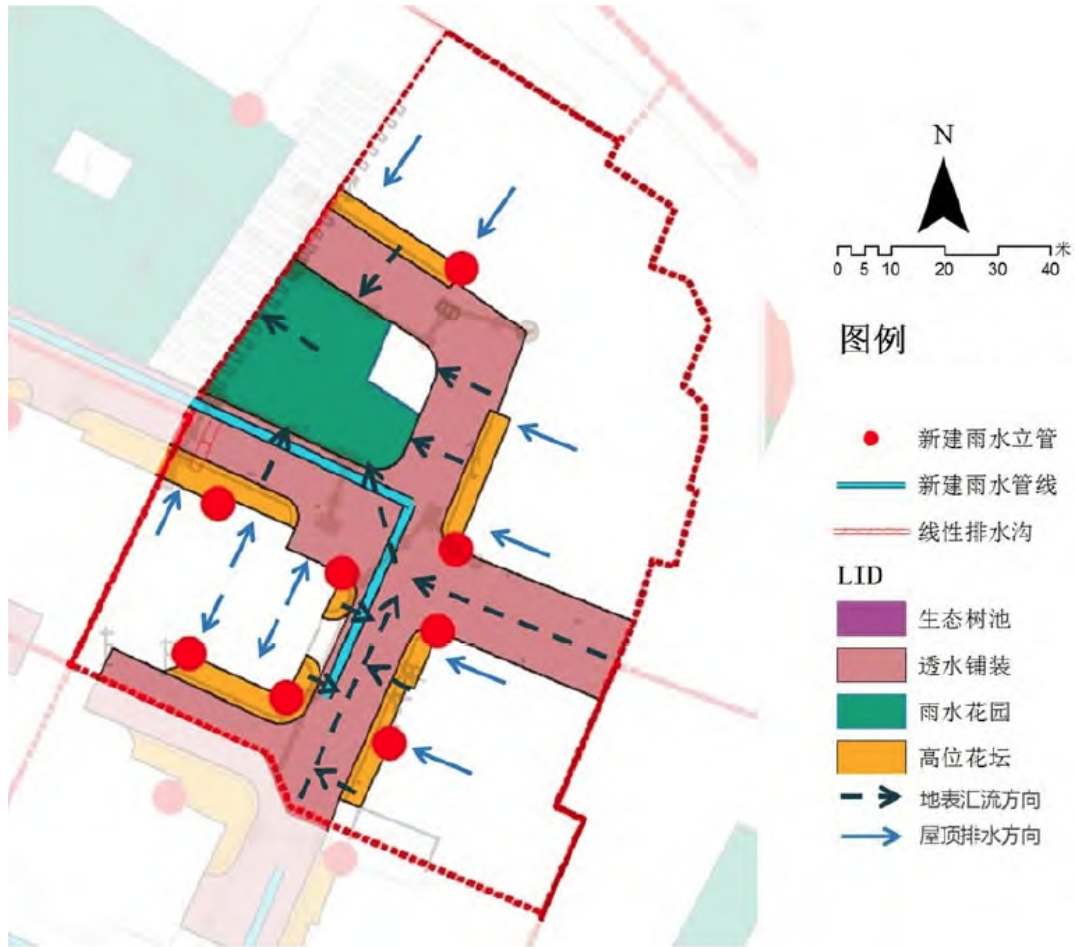 N
米
0 5 10 20 30 40
图例
新建雨水立管
新建雨水管线
线性排水沟
LID
生态树池
透水铺装
雨水花园
高位花坛
地表汇流方向
屋顶排水方向